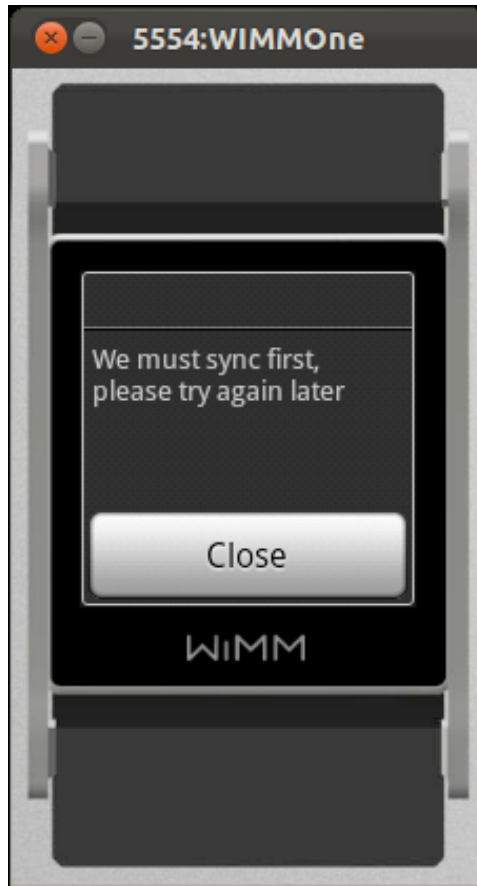 5554:WIMMOne
We must sync first,
please try again later
Close
WiMM